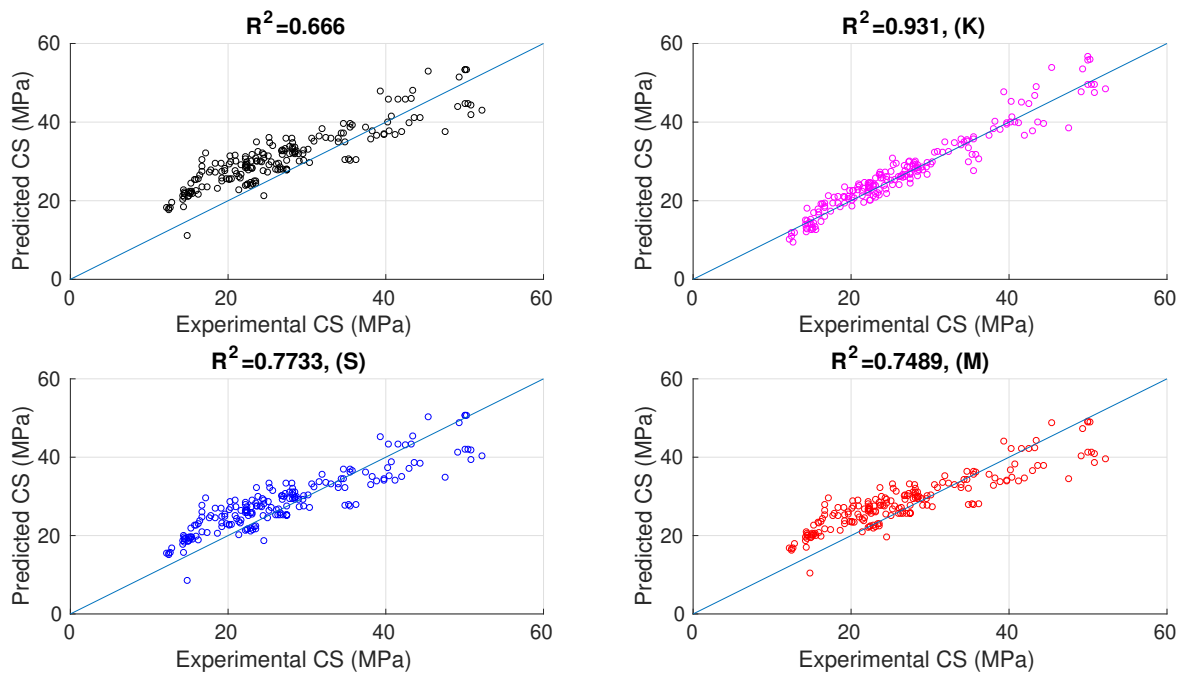 R²=0.666
60
40
20
0
Predicted CS (MPa)
0 20 40 60
Experimental CS (MPa)
R²=0.931, (K)
60
40
20
0
Predicted CS (MPa)
0 20 40 60
Experimental CS (MPa)
R²=0.7733, (S)
60
40
20
0
Predicted CS (MPa)
0 20 40 60
Experimental CS (MPa)
R²=0.7489, (M)
60
40
20
0
Predicted CS (MPa)
0 20 40 60
Experimental CS (MPa)